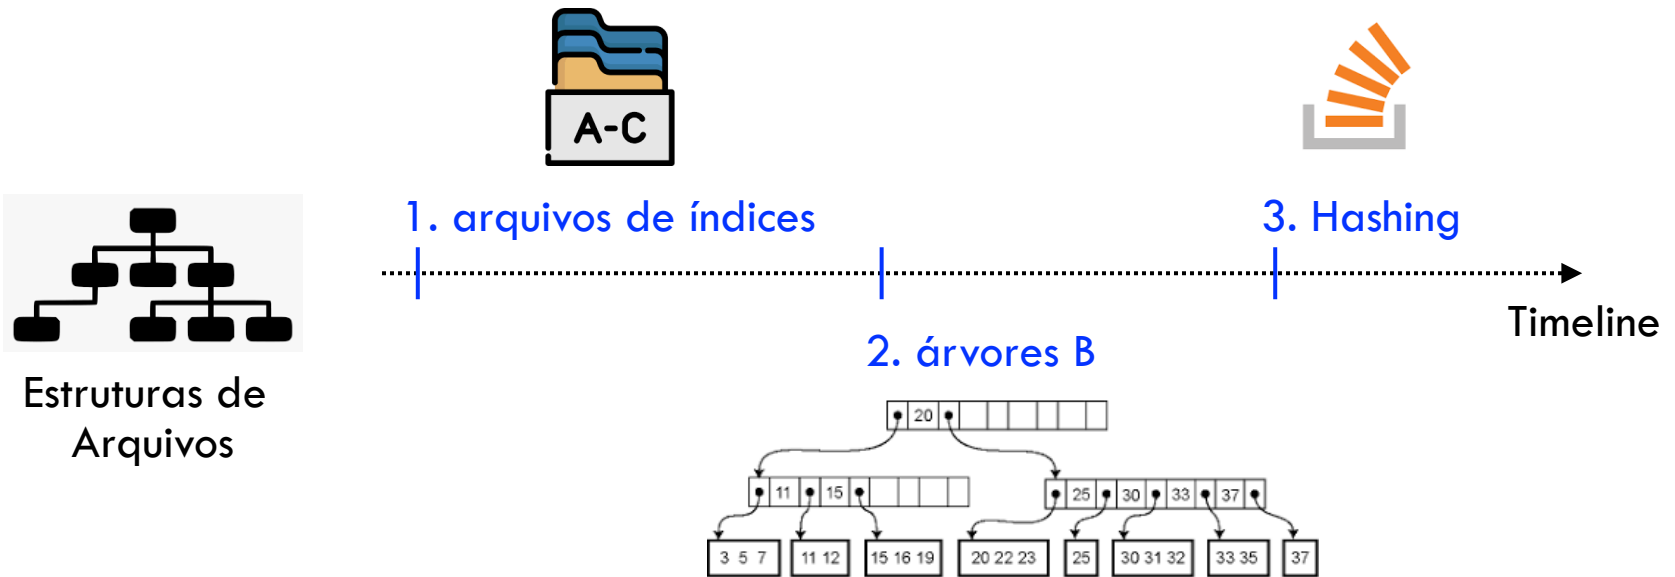 A-C
1. arquivos de índices
3. Hashing
Timeline
Estruturas de
Arquivos
2. árvores B
20
11 15
25 30 33 37
3 5 7
11 12
15 16 19
20 22 23
25
30 31 32
33 35
37